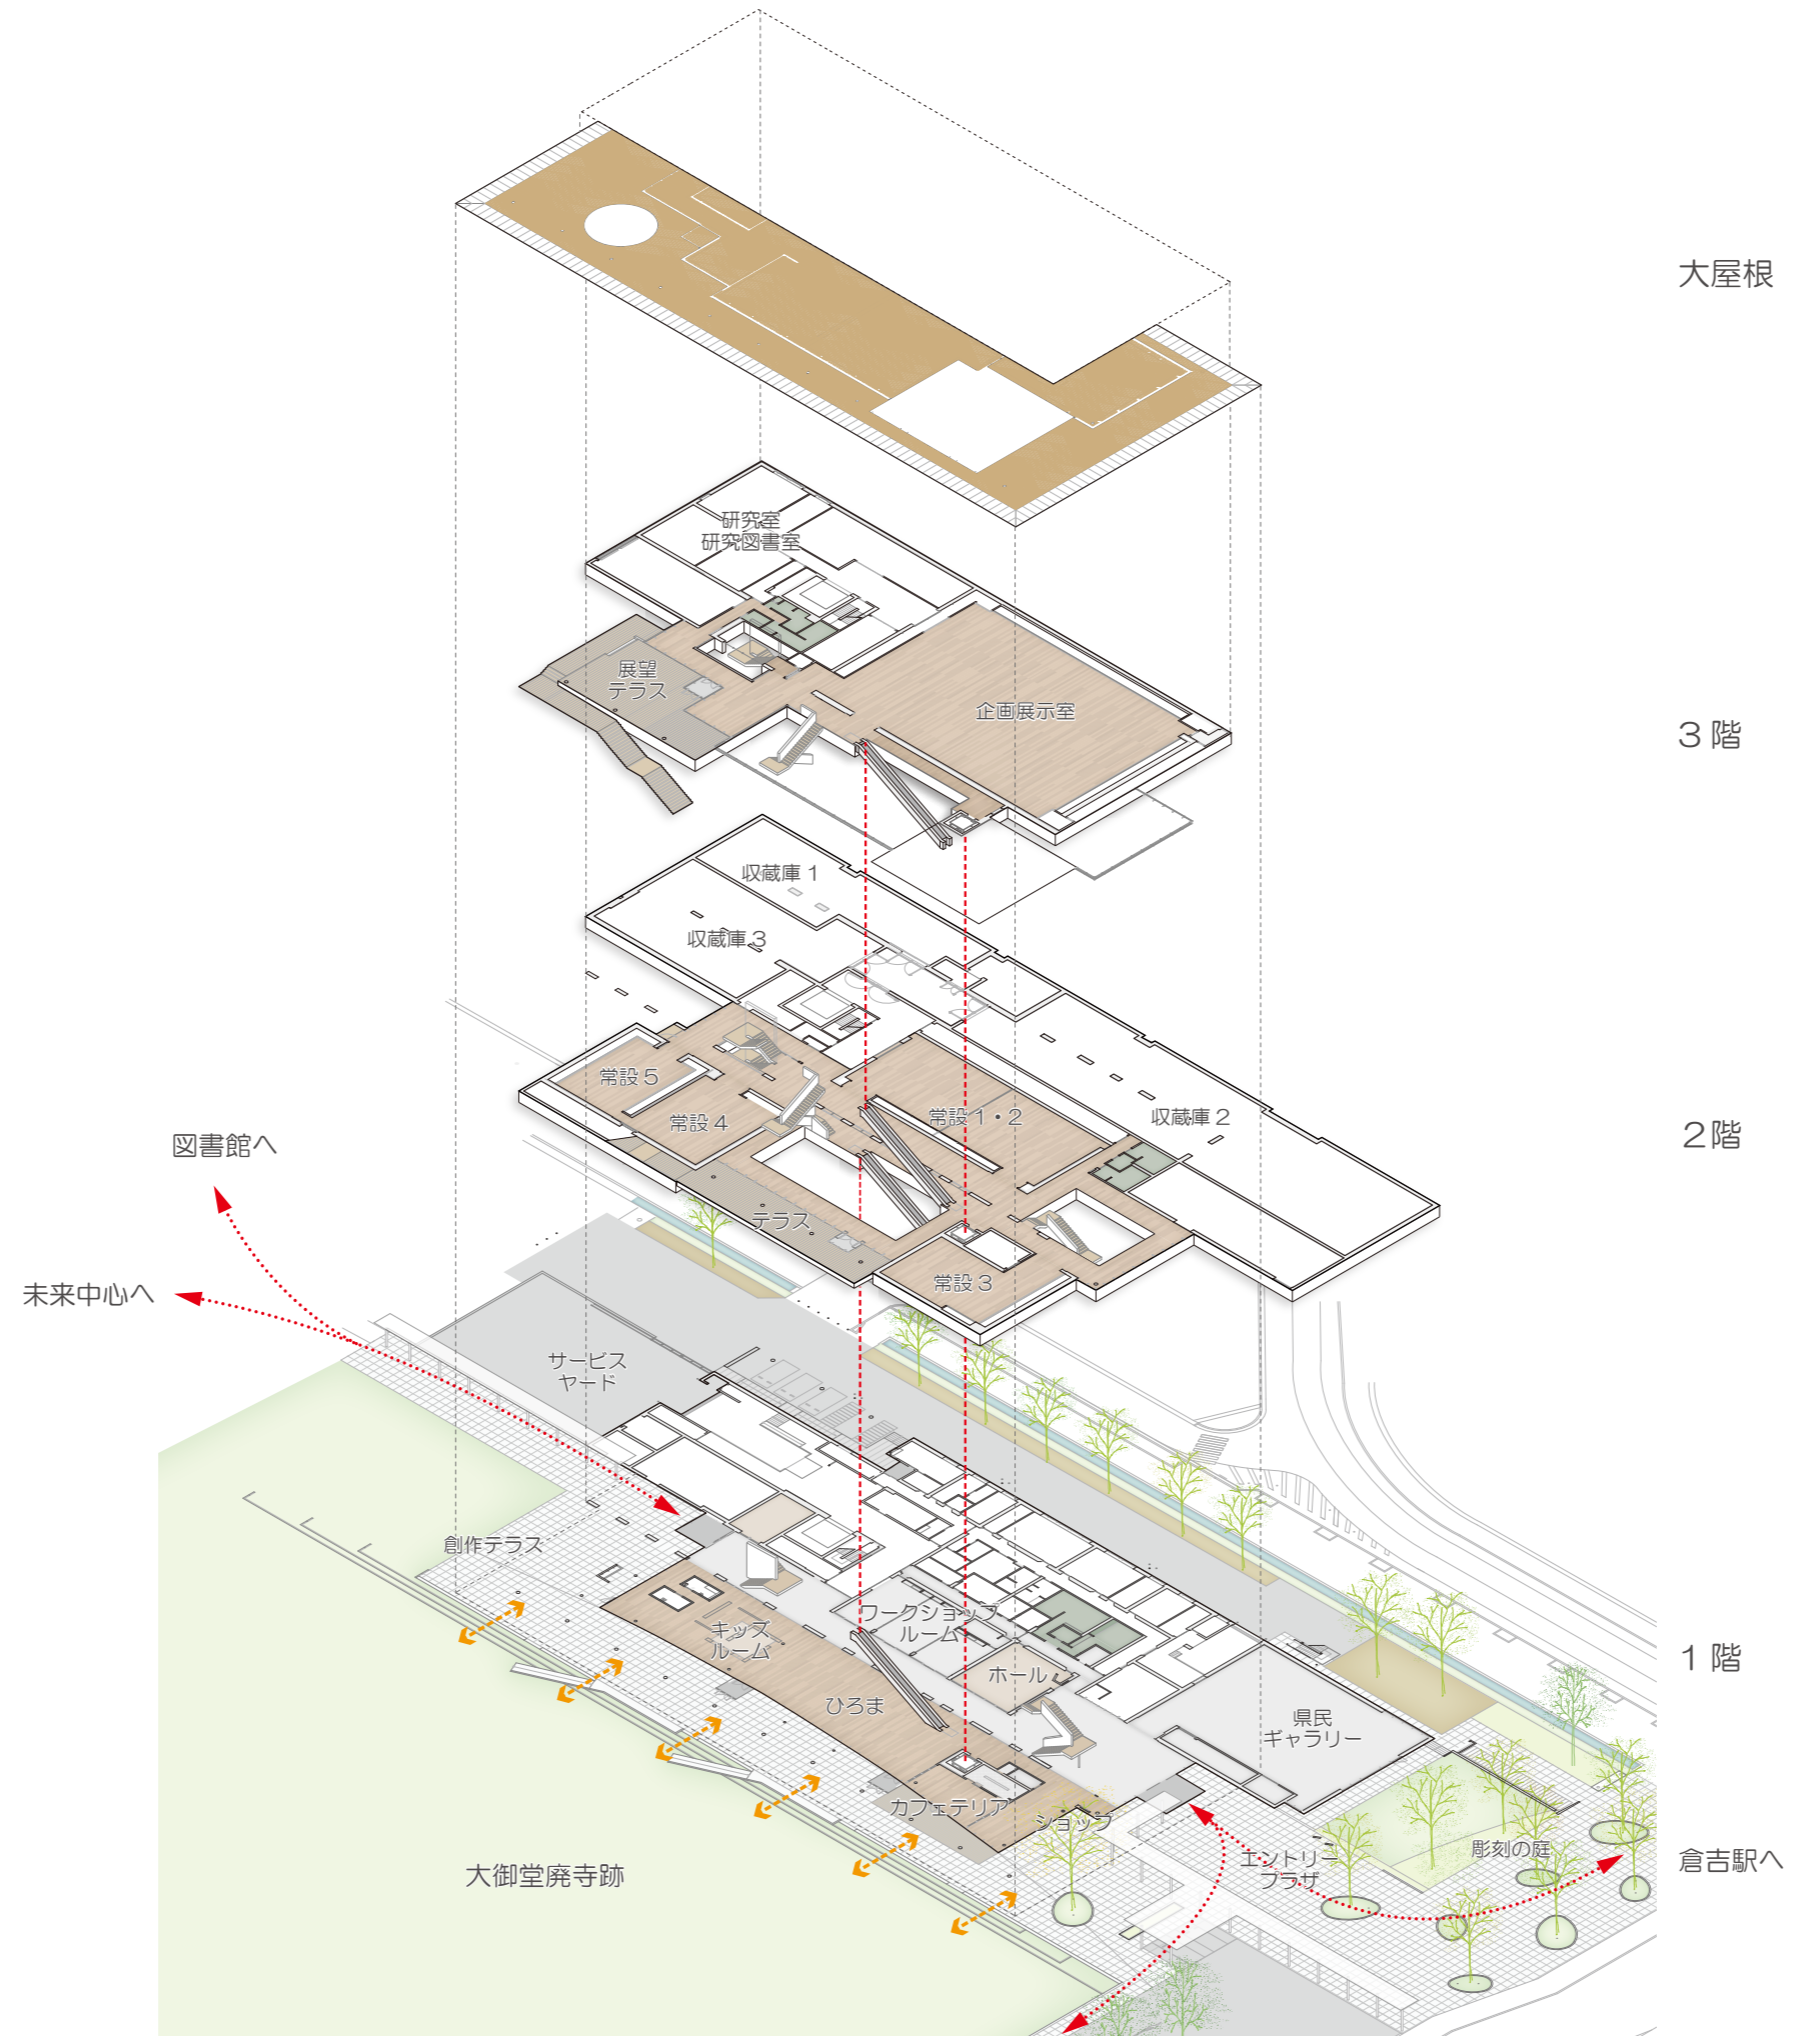 大屋根
研究室
研究図書室
展望
テラス
企画展示室
3階
収蔵庫1
収蔵庫3
常設5
常設4
常設1・2
収蔵庫2
2階
テラス
常設3
図書館へ
未来中心へ
サービス
ヤード
創作テラス
キッズ
ルーム
ワークショップ
ルーム
ホール
ひろま
県民
ギャラリー
1階
カフェテリア
ショップ
エントリー
プラザ
彫刻の庭
倉吉駅へ
大御堂廃寺跡